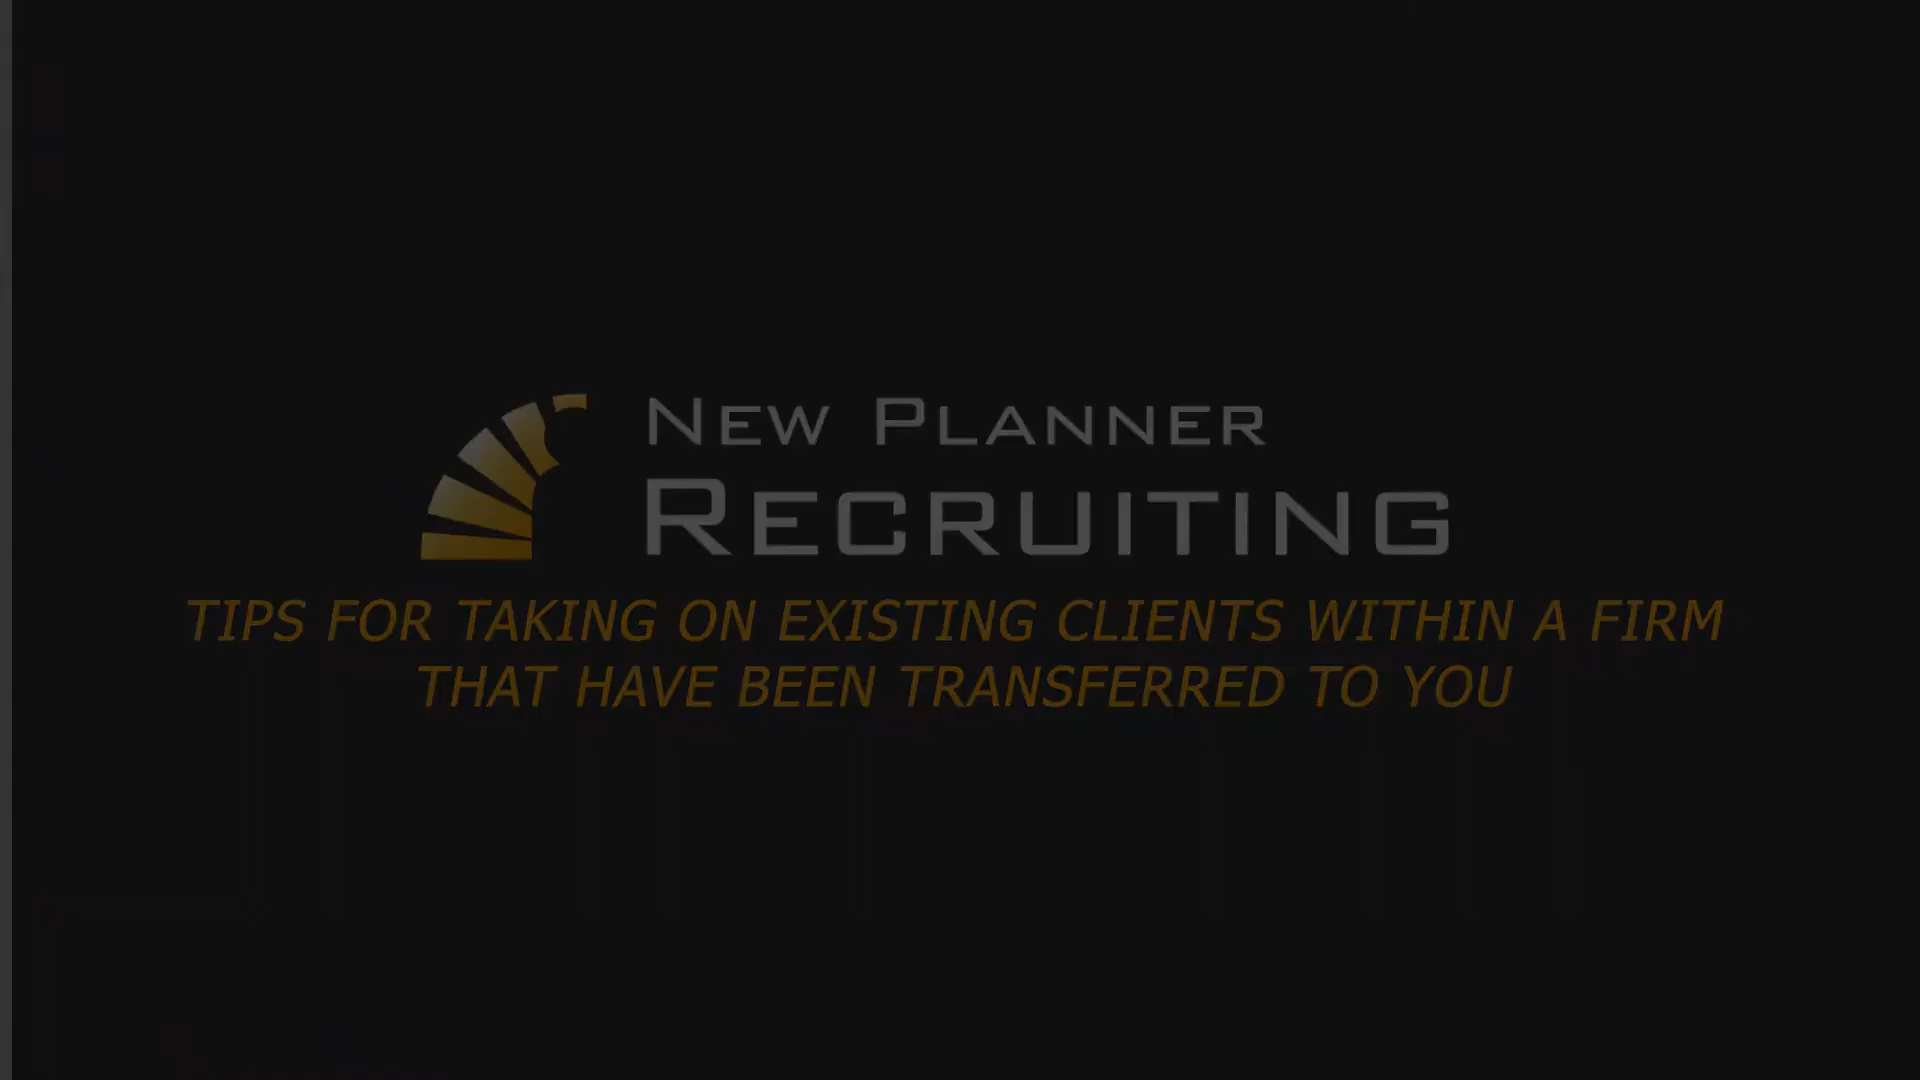 NEW PLANNER
RECRUITING
TIPS FOR TAKING ON EXISTING CLIENTS WITHIN A FIRM
THAT HAVE BEEN TRANSFERRED TO YOU